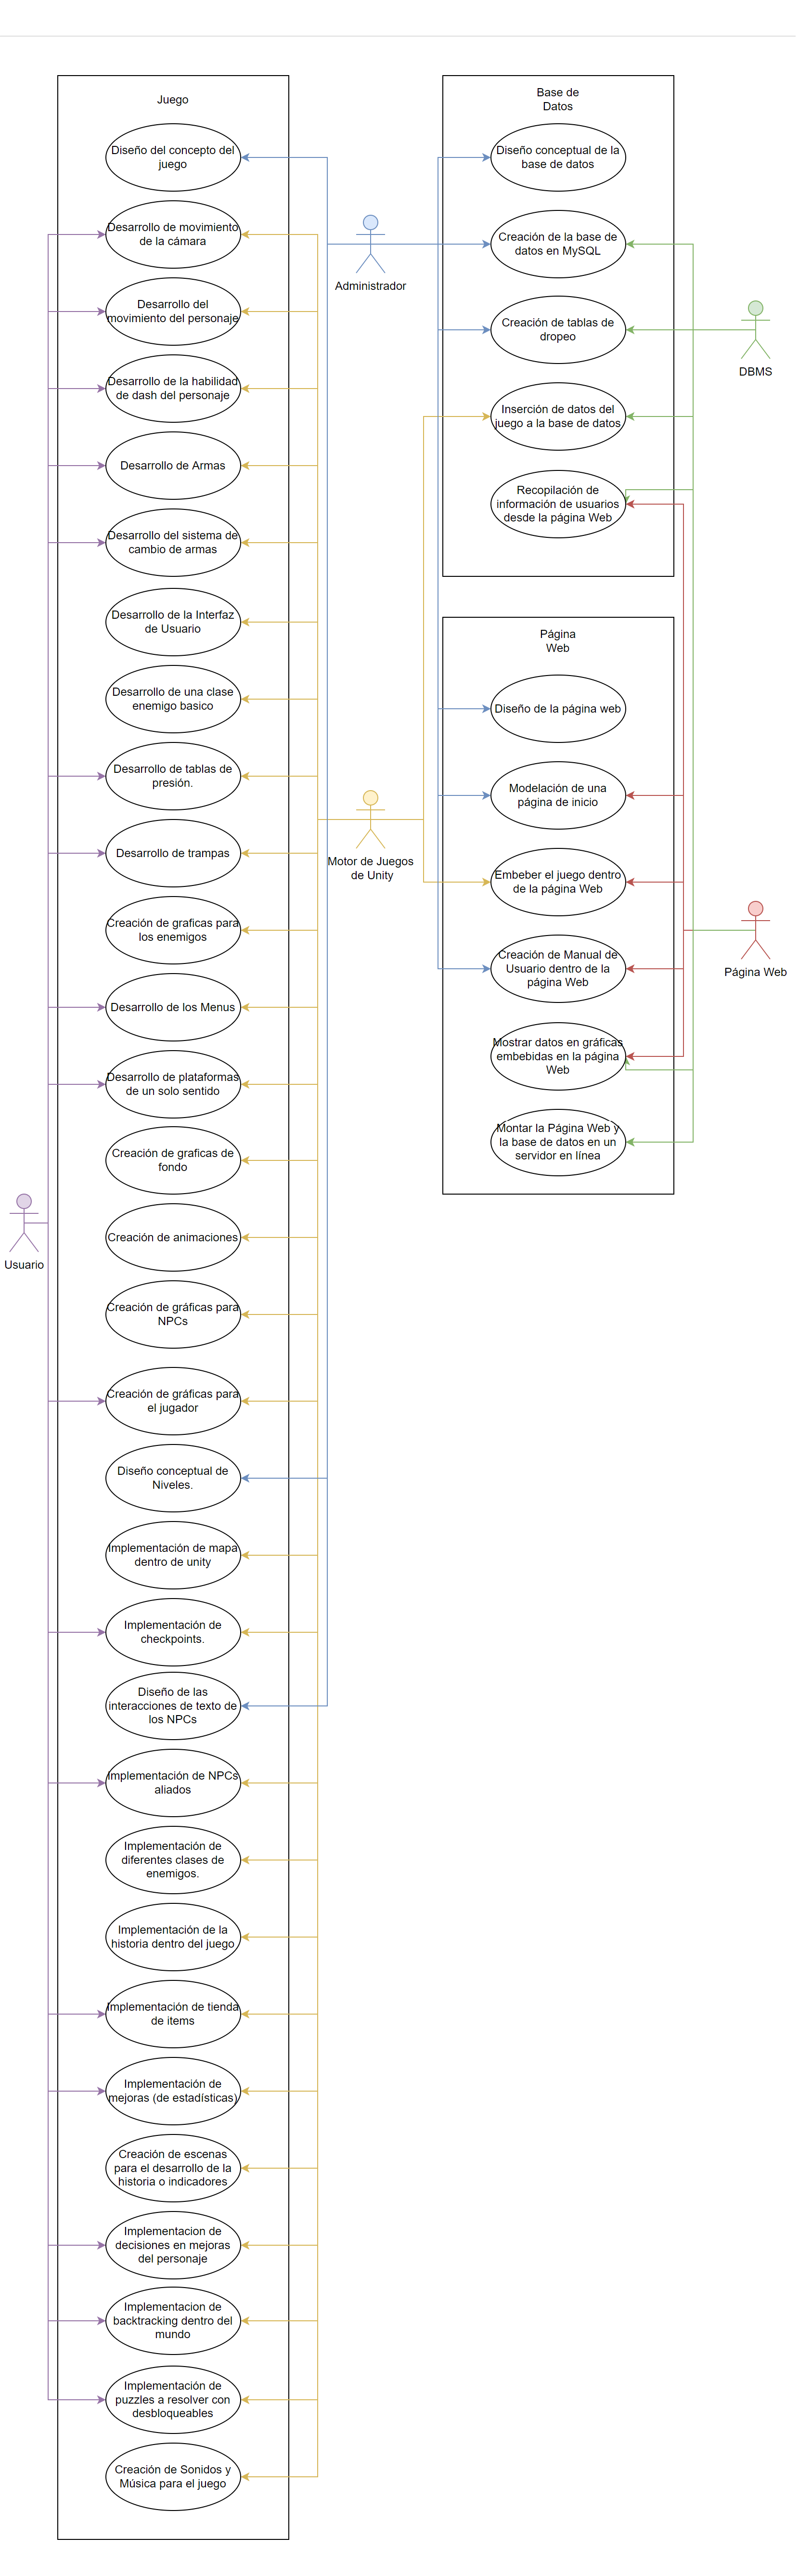 Juego
Diseño del concepto del
juego
Desarrollo de movimiento
de la cámara
Desarrollo del
movimiento del personaje
Desarrollo de la habilidad
de dash del personaje
Desarrollo de Armas
Desarrollo del sistema de
cambio de armas
Desarrollo de la Interfaz
de Usuario
Desarrollo de una clase
enemigo basico
Desarrollo de tablas de
presión.
Desarrollo de trampas
Creación de graficas para
los enemigos
Desarrollo de los Menus
Desarrollo de plataformas
de un solo sentido
Creación de graficas de
fondo
Creación de animaciones
Creación de gráficas para
NPCs
Creación de gráficas para
el jugador
Diseño conceptual de
Niveles.
Implementación de mapa
dentro de unity
Implementación de
checkpoints.
Diseño de las
interacciones de texto de
los NPCs
Implementación de NPCs
aliados
Implementación de
diferentes clases de
enemigos.
Implementación de la
historia dentro del juego
Implementación de tienda
de items
Implementación de
mejoras (de estadísticas)
Creación de escenas
para el desarrollo de la
historia o indicadores
Implementacion de
decisiones en mejoras
del personaje
Implementacion de
backtracking dentro del
mundo
Implementación de
puzzles a resolver con
desbloqueables
Creación de Sonidos y
Música para el juego
Usuario
Administrador
Motor de Juegos
de Unity
Base de
Datos
Diseño conceptual de la
base de datos
Creación de la base de
datos en MySQL
Creación de tablas de
dropeo
Inserción de datos del
juego a la base de datos
Recopilación de
información de usuarios
desde la página Web
Página
Web
Diseño de la página web
Modelación de una
página de inicio
Embeber el juego dentro
de la página Web
Creación de Manual de
Usuario dentro de la
página Web
Mostrar datos en gráficas
embebidas en la página
Web
Montar la Página Web y
la base de datos en un
servidor en línea
DBMS
Página Web